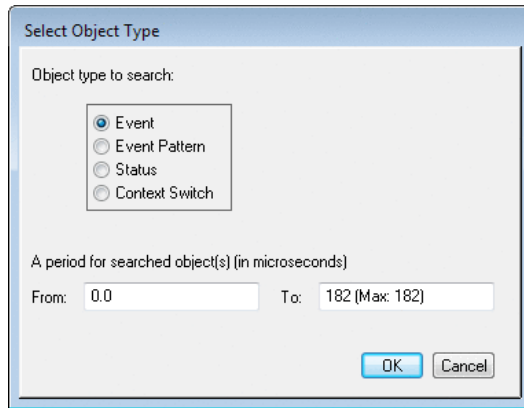 Select Object Type
Object type to search:
Event
Event Pattern
Status
Context Switch
A period for searched object(s) (in microseconds)
From: 0.0 To: 182 (Max: 182)
OK Cancel